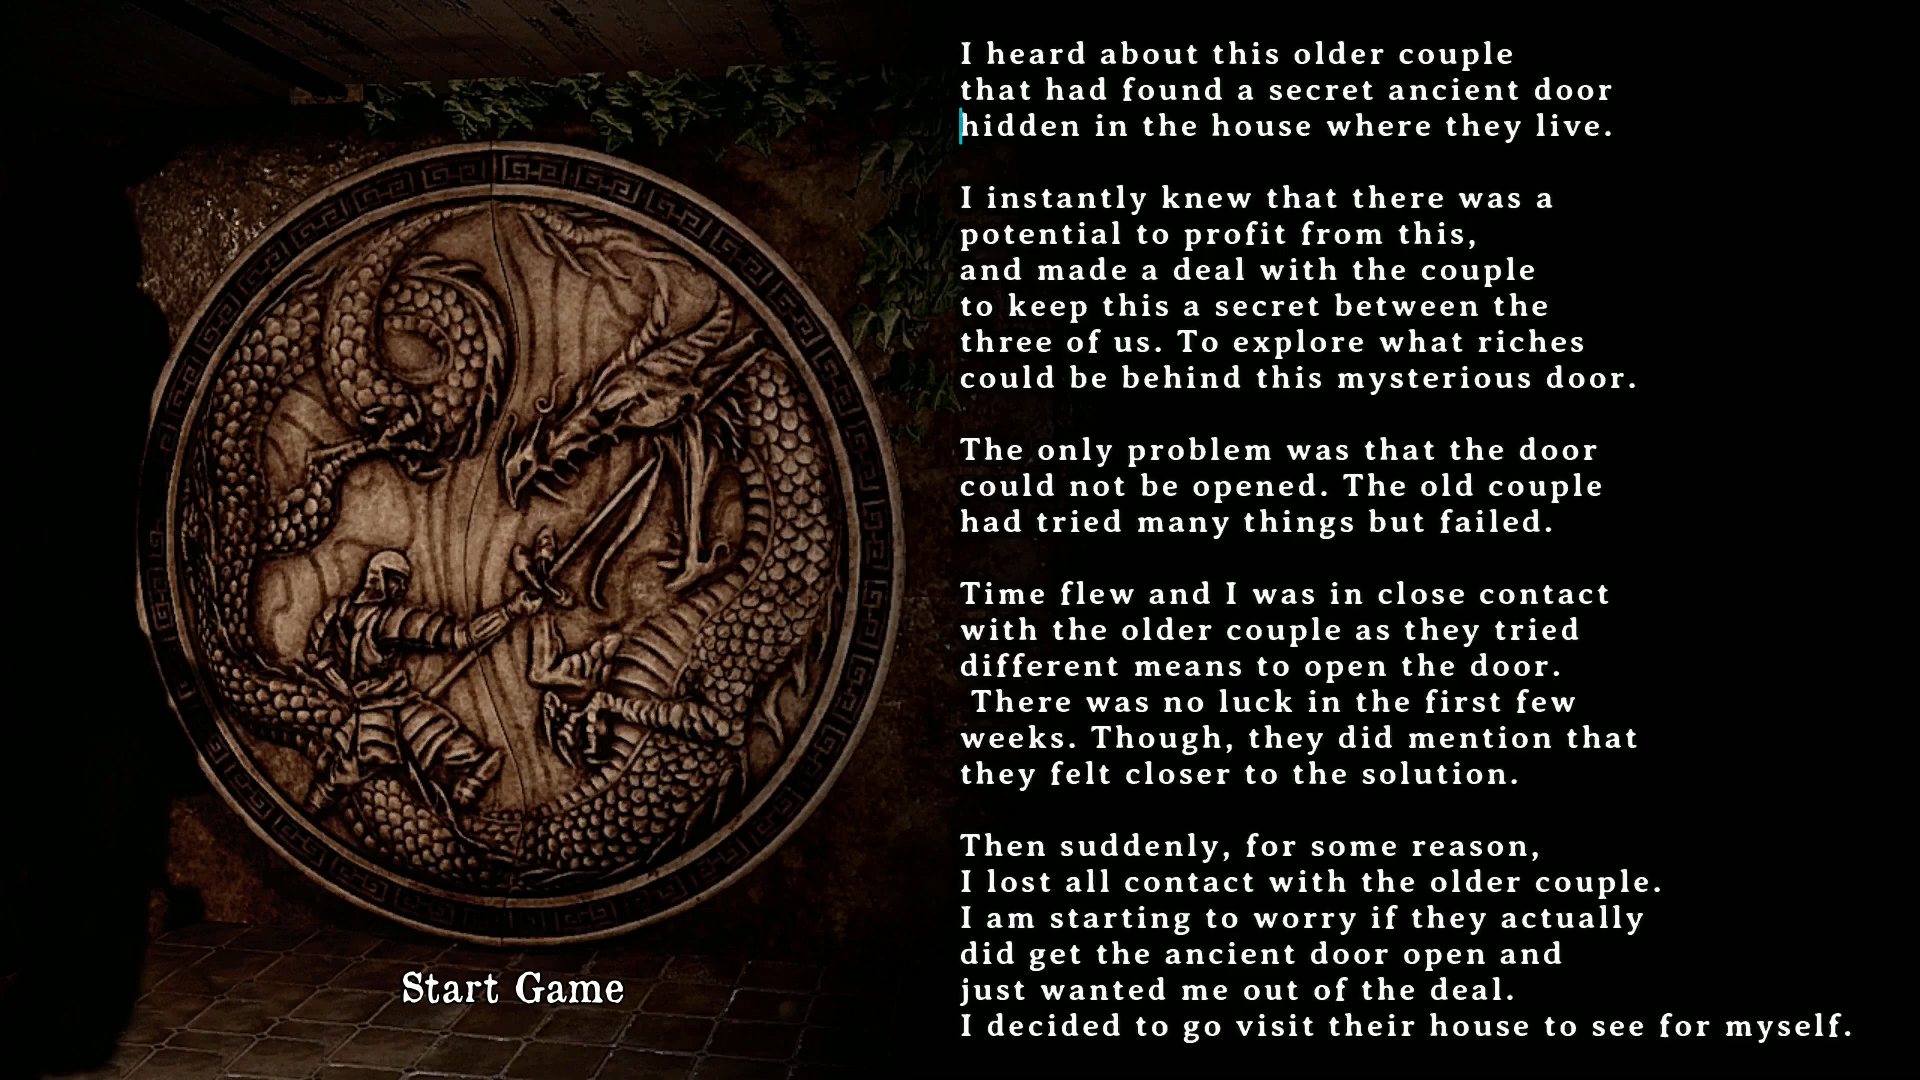 I heard about this older couple
that had found a secret ancient door
hidden in the house where they live.
I instantly knew that there was a
potential to profit from this,
and made a deal with the couple
to keep this a secret between the
three of us. To explore what riches
could be behind this mysterious door.
The only problem was that the door
could not be opened. The old couple
had tried many things but failed.
Time flew and I was in close contact
with the older couple as they tried
different means to open the door.
There was no luck in the first few
weeks. Though, they did mention that
they felt closer to the solution.
Then suddenly, for some reason,
I lost all contact with the older couple.
I am starting to worry if they actually
did get the ancient door open and
just wanted me out of the deal.
I decided to go visit their house to see for myself.
Start Game